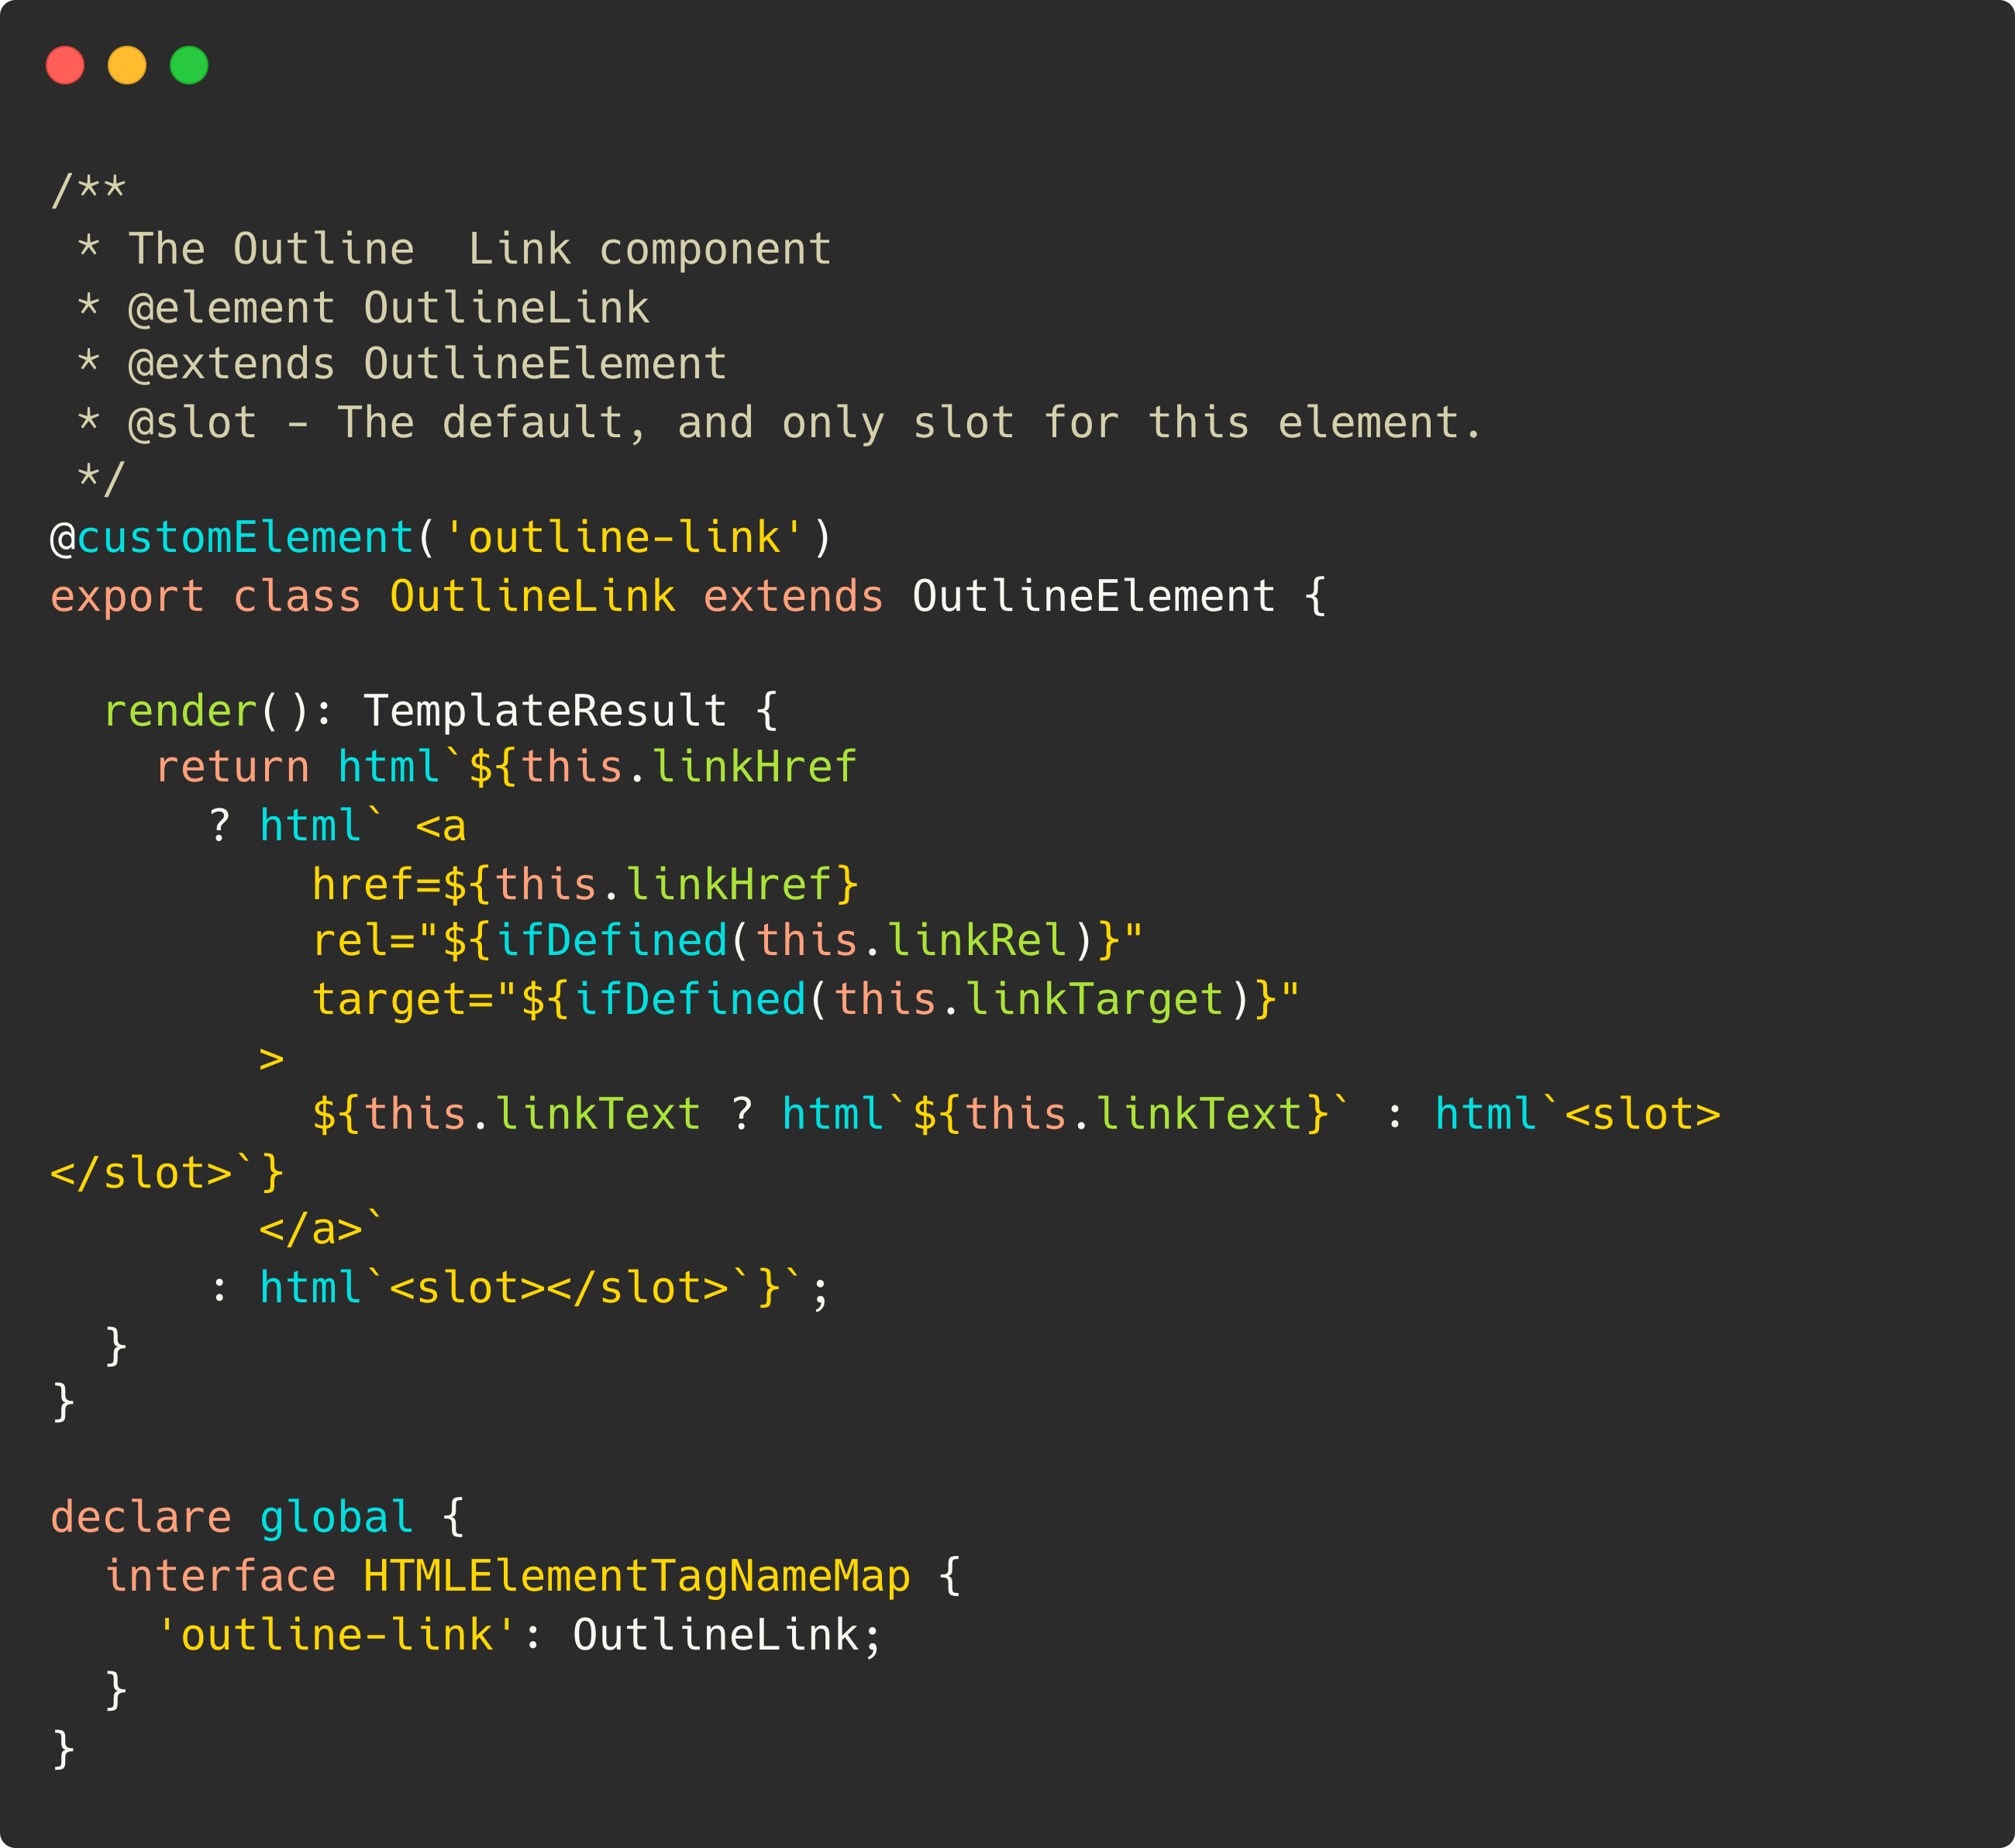 /**
 * The Outline  Link component
 * @element OutlineLink
 * @extends OutlineElement
 * @slot - The default, and only slot for this element.
 */
@customElement('outline-link')
export class OutlineLink extends OutlineElement {

  render(): TemplateResult {
    return html`${this.linkHref
      ? html` <a
          href=${this.linkHref}
          rel="${ifDefined(this.linkRel)}"
          target="${ifDefined(this.linkTarget)}"
        >
          ${this.linkText ? html`${this.linkText}` : html`<slot>
</slot>`}
        </a>`
      : html`<slot></slot>`}`;
  }
}

declare global {
  interface HTMLElementTagNameMap {
    'outline-link': OutlineLink;
  }
}